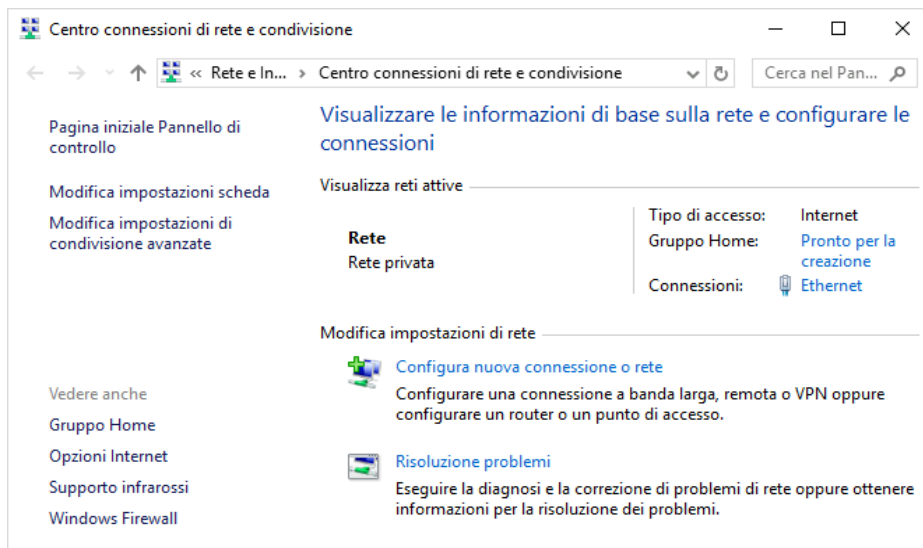 Centro connessioni di rete e condivisione
« Rete e In... > Centro connessioni di rete e condivisione
Cerca nel Pan...
Pagina iniziale Pannello di
controllo
Modifica impostazioni scheda
Modifica impostazioni di
condivisione avanzate
Vedere anche
Gruppo Home
Opzioni Internet
Supporto infrarossi
Windows Firewall
Visualizzare le informazioni di base sulla rete e configurare le
connessioni
Visualizza reti attive
Rete
Rete privata
Tipo di accesso: Internet
Gruppo Home: Pronto per la
creazione
Connessioni: Ethernet
Modifica impostazioni di rete
Configura nuova connessione o rete
Configurare una connessione a banda larga, remota o VPN oppure
configurare un router o un punto di accesso.
Risoluzione problemi
Eseguire la diagnosi e la correzione di problemi di rete oppure ottenere
informazioni per la risoluzione dei problemi.